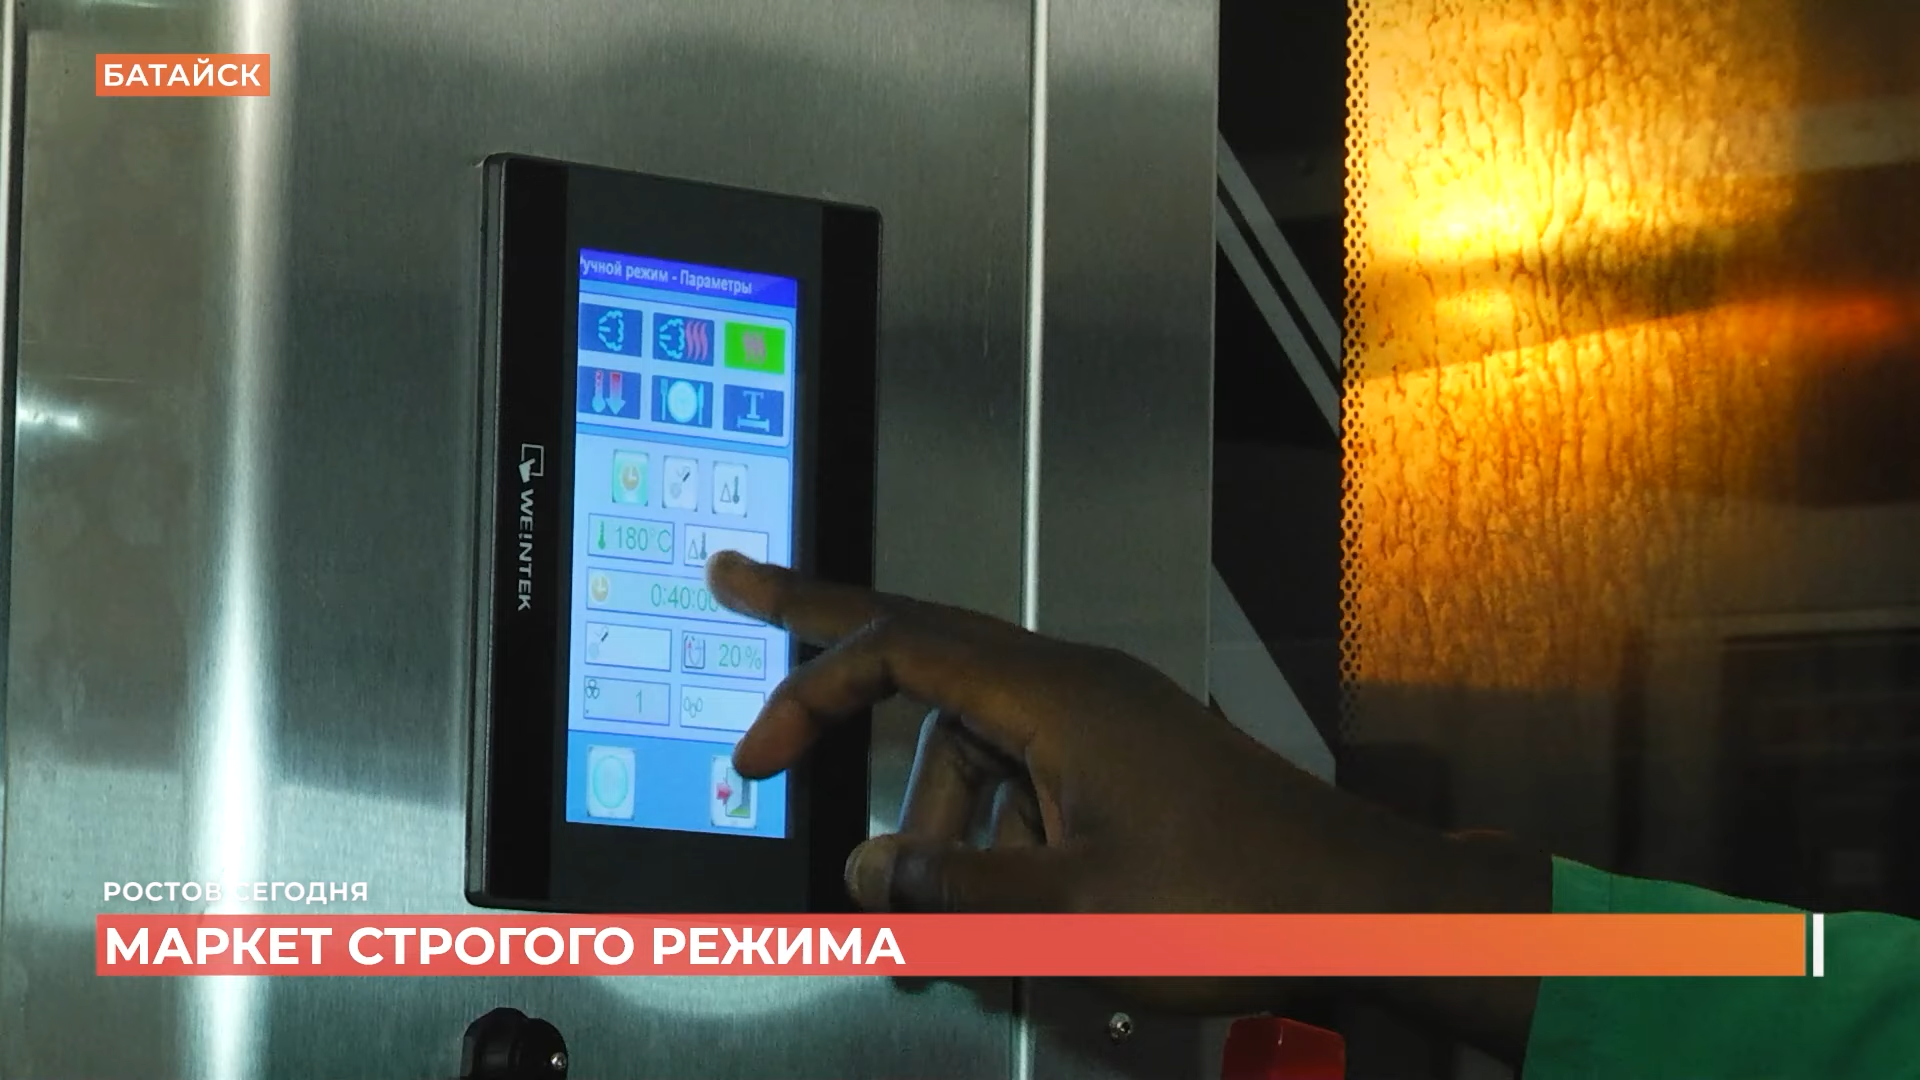 БАТАЙСК
учной режим - Параметры
WEINTEK
180°C
0:40:00
20%
1
РОСТОВ СЕГОДНЯ
МАРКЕТ СТРОГОГО РЕЖИМА